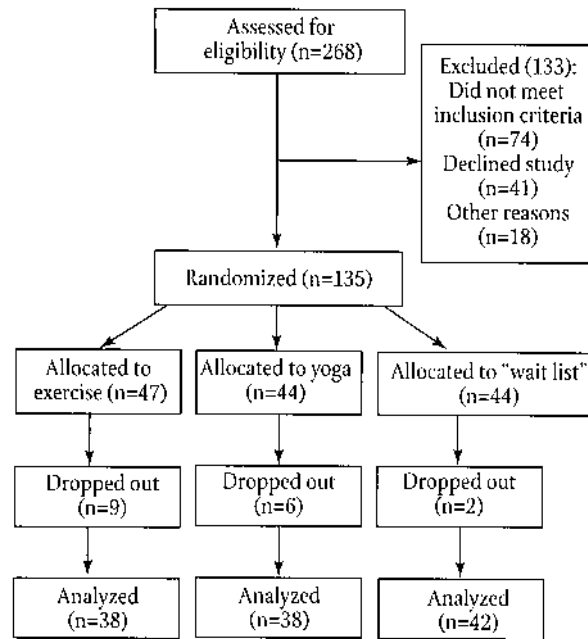 Assessed for
eligibility (n=268)
Excluded (133):
Did not meet
inclusion criteria
(n=74)
Declined study
(n=41)
Other reasons
(n=18)
Randomized (n=135)
Allocated to
exercise (n=47)
Allocated to yoga
(n=44)
Allocated to “wait list”
(n=44)
Dropped out
(n=9)
Dropped out
(n=6)
Dropped out
(n=2)
Analyzed
(n=38)
Analyzed
(n=38)
Analyzed
(n=42)